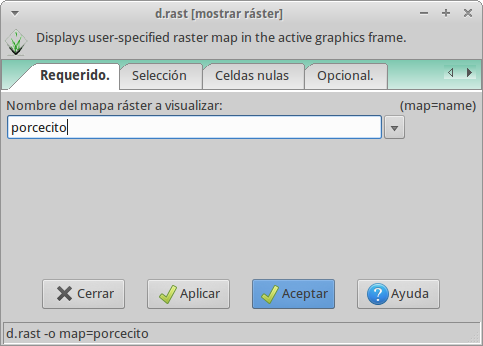 d.rast [mostrar ráster]
Displays user-specified raster map in the active graphics frame.
Requerido. Selección Celdas nulas Opcional.
Nombre del mapa ráster a visualizar: (map=name)
porcecito
Cerrar Aplicar Aceptar Ayuda
d.rast -o map=porcecito